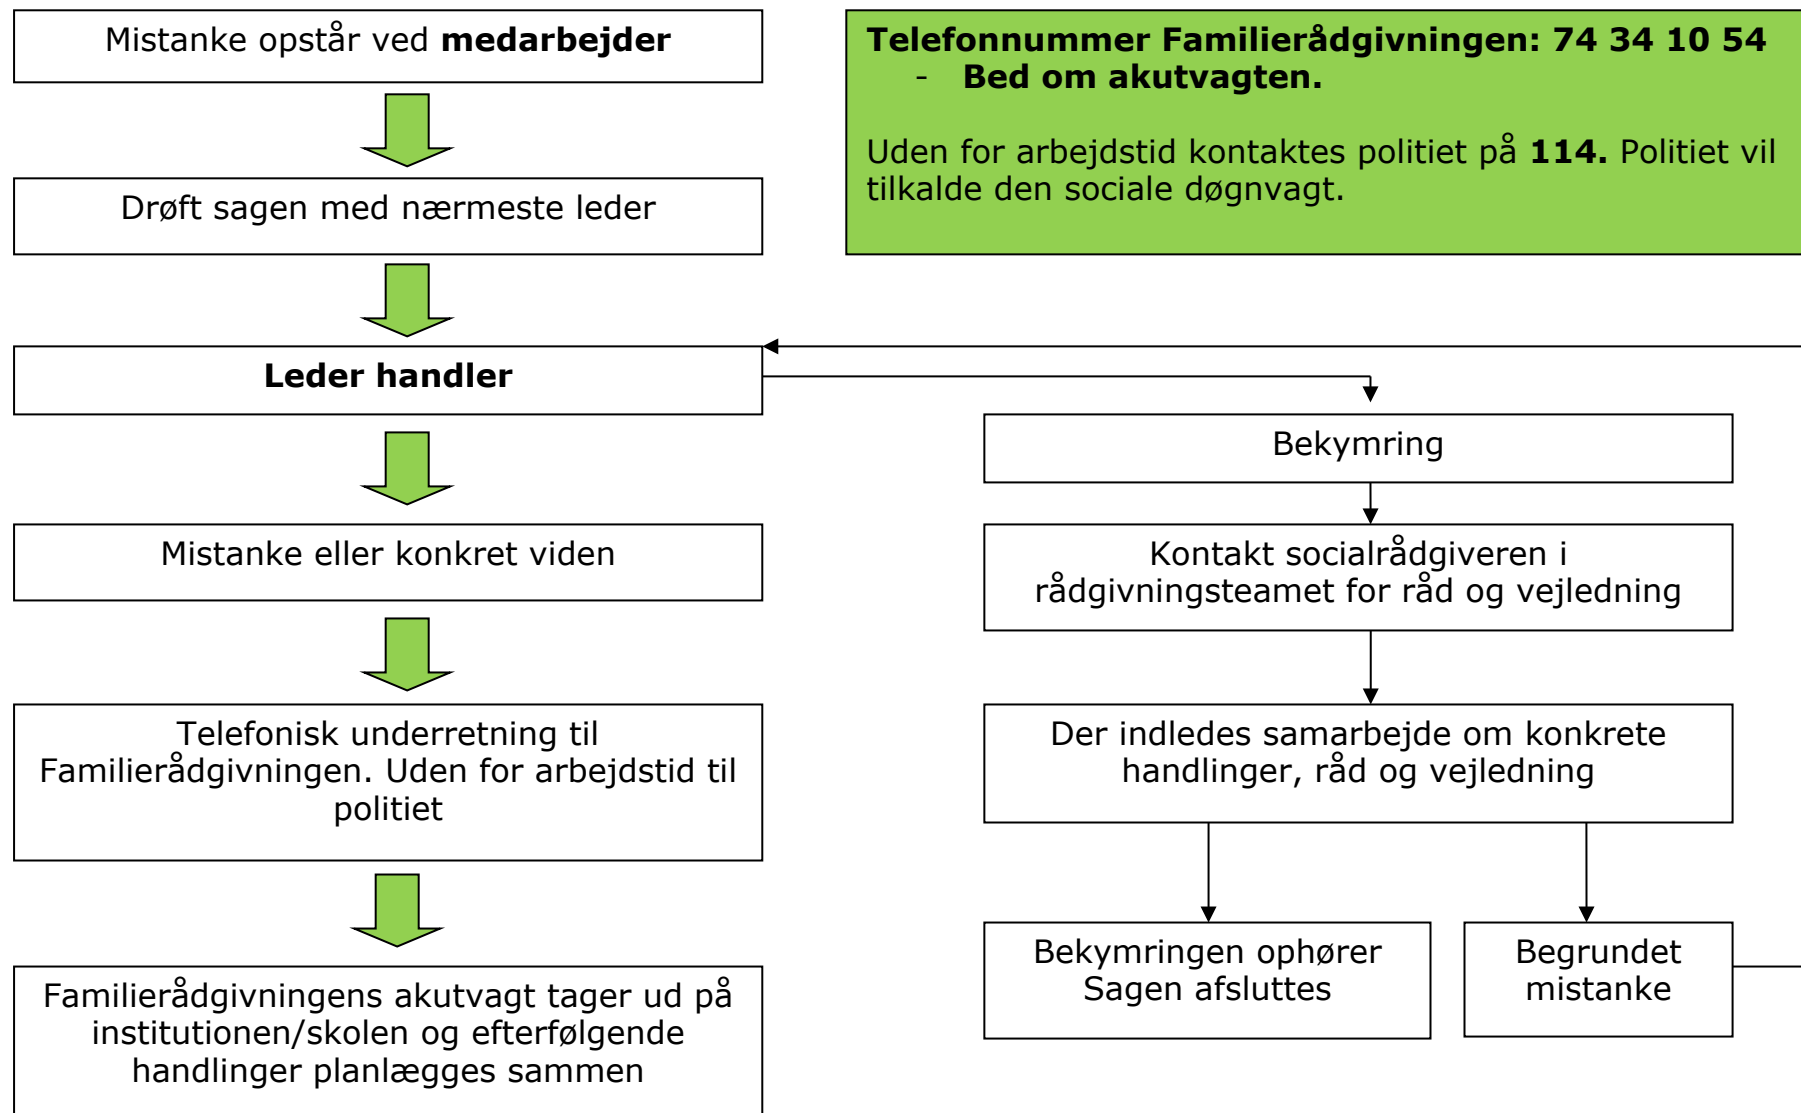 Mistanke opstår ved medarbejder
Telefonnummer Familierådgivningen: 74 34 10 54
- Bed om akutvagten.
Uden for arbejdstid kontaktes politiet på 114. Politiet vil
tilkalde den sociale døgnvagt.
Drøft sagen med nærmeste leder
Leder handler
Mistanke eller konkret viden
Telefonisk underretning til
Familierådgivningen. Uden for arbejdstid til
politiet
Familierådgivningens akutvagt tager ud på
institutionen/skolen og efterfølgende
handlinger planlægges sammen
Bekymring
Kontakt socialrådgiveren i
rådgivningsteamet for råd og vejledning
Der indledes samarbejde om konkrete
handlinger, råd og vejledning
Bekymringen ophører
Sagen afsluttes
Begrundet
mistanke